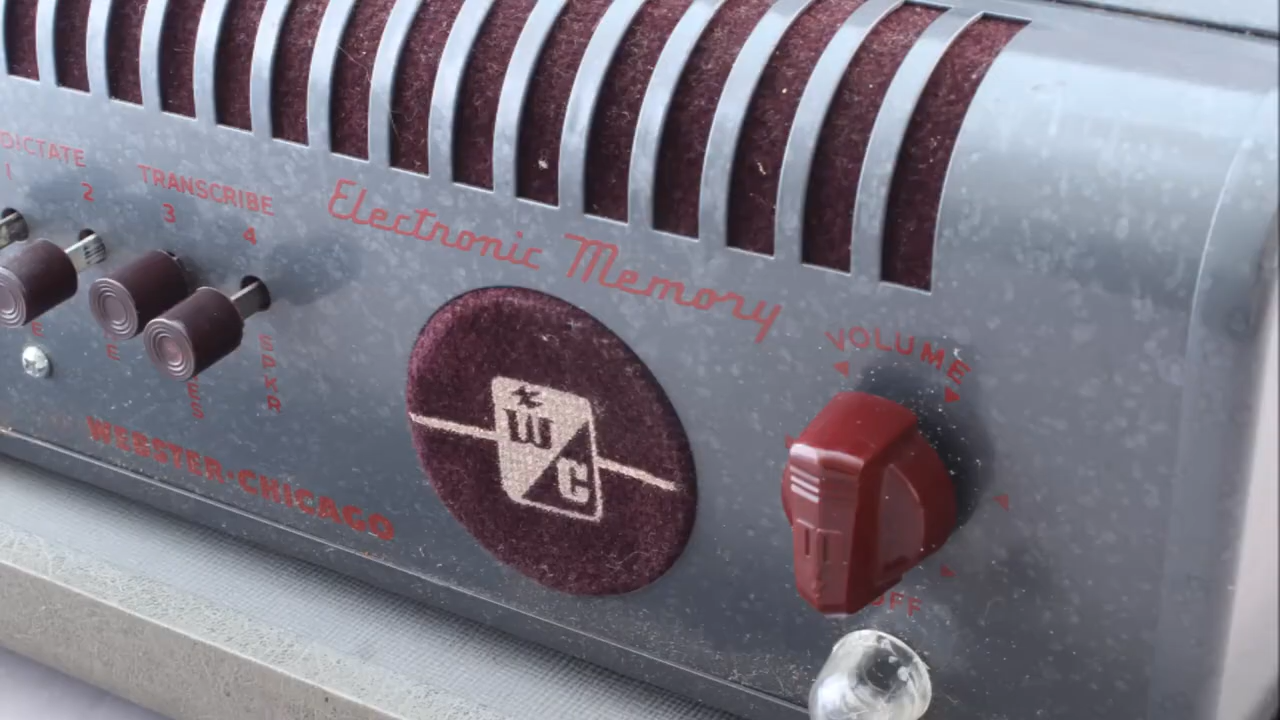 DICTATE
1 2
TRANSCRIBE
3 4
Electronic Memory
VOLUME
SPKR
W
C
WEBSTER-CHICAGO
OFF